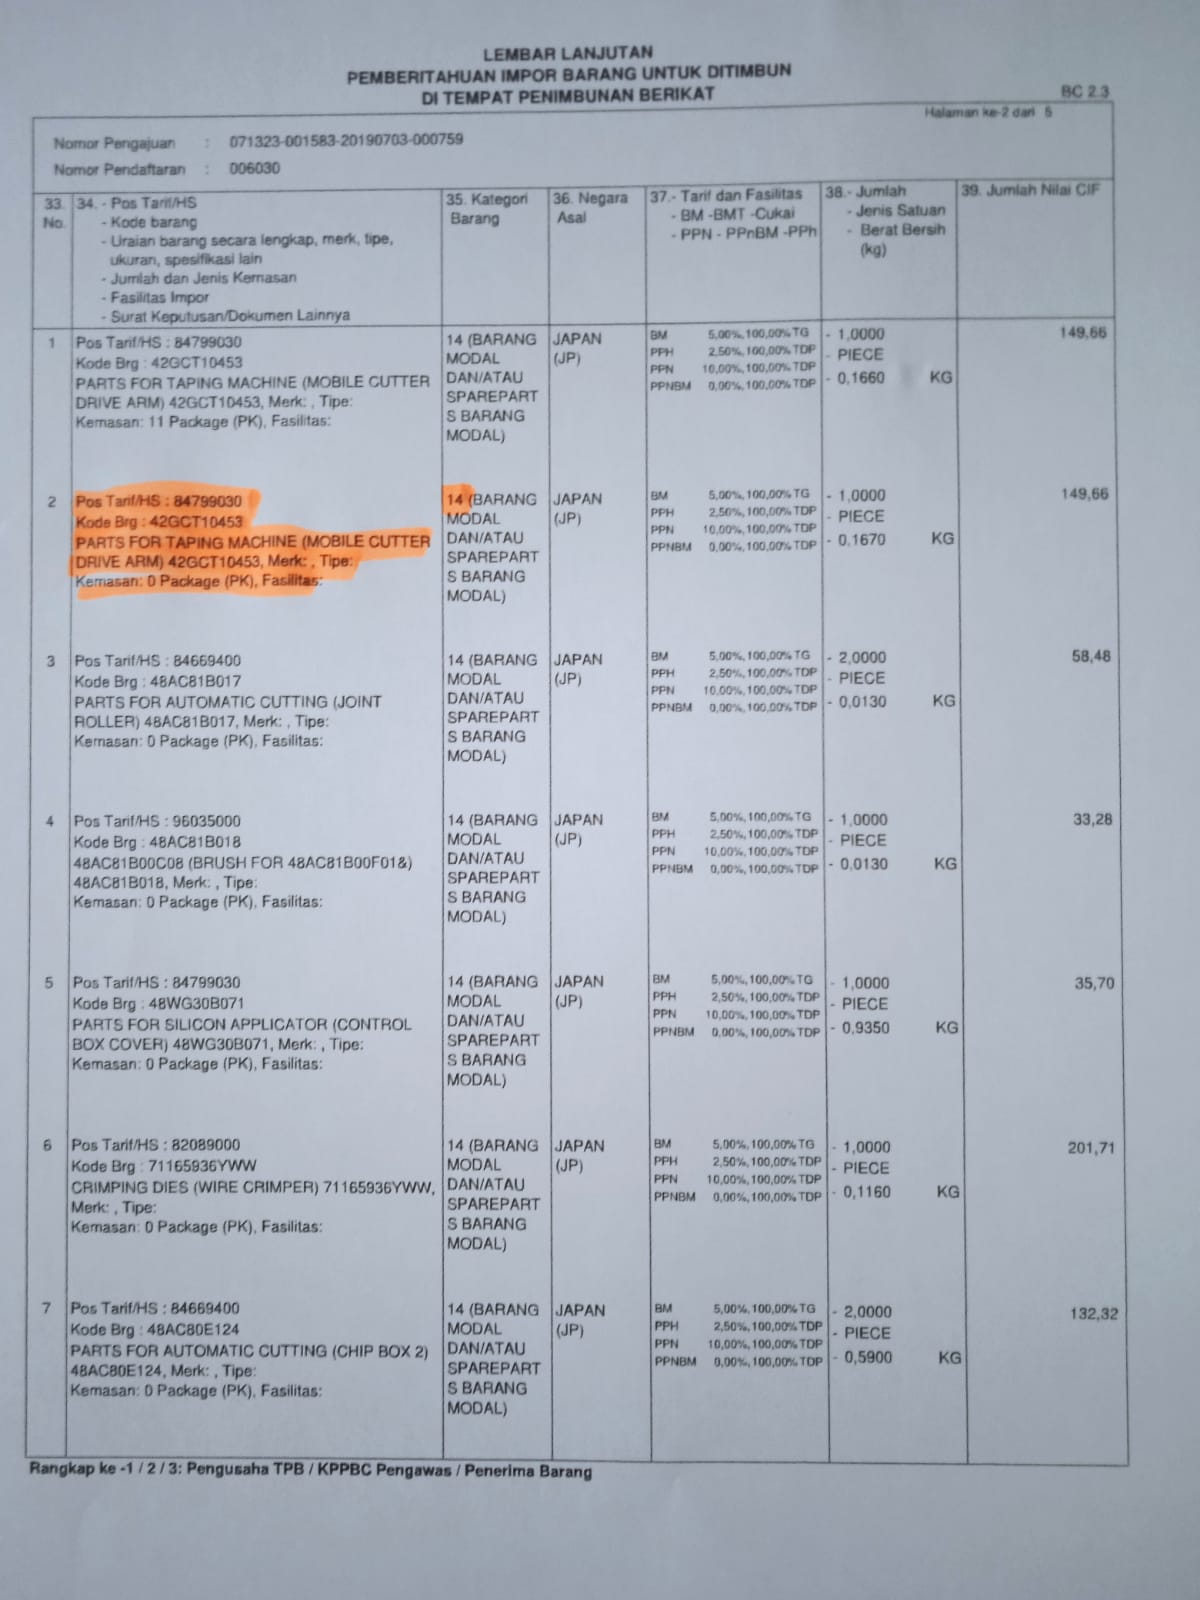 LEMBAR LANJUTAN
PEMBERITAHUAN IMPOR BARANG UNTUK DITIMBUN
DI TEMPAT PENIMBUNAN BERIKAT
BC 2.3
Halaman ke-2 dari 5
Nomor Pengajuan : 071323-001583-20190703-000759
Nomor Pendaftaran : 006030
33. No.
34. - Pos Tarif/HS
- Kode barang
- Uraian barang secara lengkap, merk, tipe,
ukuran, spesifikasi lain
- Jumlah dan Jenis Kemasan
- Fasilitas Impor
- Surat Keputusan/Dokumen Lainnya
35. Kategori
Barang
36. Negara
Asal
37.- Tarif dan Fasilitas
- BM -BMT -Cukai
- PPN - PPnBM -PPh
38.- Jumlah
- Jenis Satuan
- Berat Bersih
(kg)
39. Jumlah Nilai CIF
1
Pos Tarif/HS : 84799030
Kode Brg : 42GCT10453
PARTS FOR TAPING MACHINE (MOBILE CUTTER
DRIVE ARM) 42GCT10453, Merk: , Tipe:
Kemasan: 11 Package (PK), Fasilitas:
14 (BARANG
MODAL
DAN/ATAU
SPAREPART
S BARANG
MODAL)
JAPAN
(JP)
BM 5,00%, 100,00% TG
PPH 2,50%, 100,00% TDP
PPN 10,00%, 100,00% TDP
PPNBM 0,00%, 100,00% TDP
- 1,0000
- PIECE
- 0,1660 KG
149,66
2
Pos Tarif/HS : 84799030
Kode Brg : 42GCT10453
PARTS FOR TAPING MACHINE (MOBILE CUTTER
DRIVE ARM) 42GCT10453, Merk: , Tipe:
Kemasan: 0 Package (PK), Fasilitas:
14 (BARANG
MODAL
DAN/ATAU
SPAREPART
S BARANG
MODAL)
JAPAN
(JP)
BM 5,00%, 100,00% TG
PPH 2,50%, 100,00% TDP
PPN 10,00%, 100,00% TDP
PPNBM 0,00%, 100,00% TDP
- 1,0000
- PIECE
- 0,1670 KG
149,66
3
Pos Tarif/HS : 84669400
Kode Brg : 48AC81B017
PARTS FOR AUTOMATIC CUTTING (JOINT
ROLLER) 48AC81B017, Merk: , Tipe:
Kemasan: 0 Package (PK), Fasilitas:
14 (BARANG
MODAL
DAN/ATAU
SPAREPART
S BARANG
MODAL)
JAPAN
(JP)
BM 5,00%, 100,00% TG
PPH 2,50%, 100,00% TDP
PPN 10,00%, 100,00% TDP
PPNBM 0,00%, 100,00% TDP
- 2,0000
- PIECE
- 0,0130 KG
58,48
4
Pos Tarif/HS : 96035000
Kode Brg : 48AC81B018
48AC81B00C08 (BRUSH FOR 48AC81B00F01&)
48AC81B018, Merk: , Tipe:
Kemasan: 0 Package (PK), Fasilitas:
14 (BARANG
MODAL
DAN/ATAU
SPAREPART
S BARANG
MODAL)
JAPAN
(JP)
BM 5,00%, 100,00% TG
PPH 2,50%, 100,00% TDP
PPN 10,00%, 100,00% TDP
PPNBM 0,00%, 100,00% TDP
- 1,0000
- PIECE
- 0,0130 KG
33,28
5
Pos Tarif/HS : 84799030
Kode Brg : 48WG30B071
PARTS FOR SILICON APPLICATOR (CONTROL
BOX COVER) 48WG30B071, Merk: , Tipe:
Kemasan: 0 Package (PK), Fasilitas:
14 (BARANG
MODAL
DAN/ATAU
SPAREPART
S BARANG
MODAL)
JAPAN
(JP)
BM 5,00%, 100,00% TG
PPH 2,50%, 100,00% TDP
PPN 10,00%, 100,00% TDP
PPNBM 0,00%, 100,00% TDP
- 1,0000
- PIECE
- 0,9350 KG
35,70
6
Pos Tarif/HS : 82089000
Kode Brg : 71165936YWW
CRIMPING DIES (WIRE CRIMPER) 71165936YWW,
Merk: , Tipe:
Kemasan: 0 Package (PK), Fasilitas:
14 (BARANG
MODAL
DAN/ATAU
SPAREPART
S BARANG
MODAL)
JAPAN
(JP)
BM 5,00%, 100,00% TG
PPH 2,50%, 100,00% TDP
PPN 10,00%, 100,00% TDP
PPNBM 0,00%, 100,00% TDP
- 1,0000
- PIECE
- 0,1160 KG
201,71
7
Pos Tarif/HS : 84669400
Kode Brg : 48AC80E124
PARTS FOR AUTOMATIC CUTTING (CHIP BOX 2)
48AC80E124, Merk: , Tipe:
Kemasan: 0 Package (PK), Fasilitas:
14 (BARANG
MODAL
DAN/ATAU
SPAREPART
S BARANG
MODAL)
JAPAN
(JP)
BM 5,00%, 100,00% TG
PPH 2,50%, 100,00% TDP
PPN 10,00%, 100,00% TDP
PPNBM 0,00%, 100,00% TDP
- 2,0000
- PIECE
- 0,5900 KG
132,32
Rangkap ke -1 / 2 / 3: Pengusaha TPB / KPPBC Pengawas / Penerima Barang